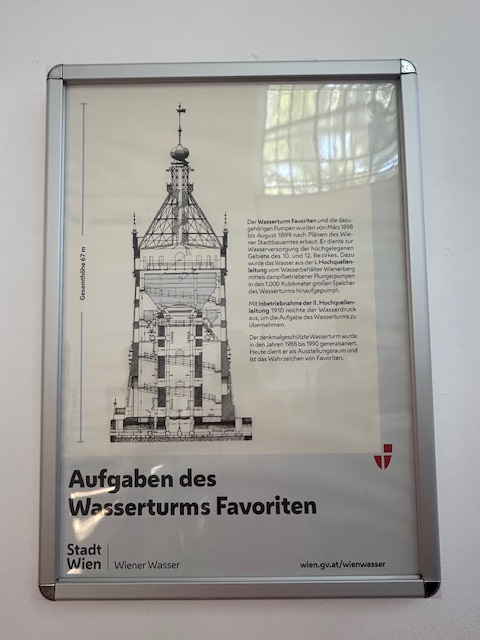 Gesamthöhe 67 m
Der Wasserturm Favoriten und die dazu-
gehörigen Pumpen wurden von März 1898
bis August 1899 nach Plänen des Wie-
ner Stadtbauamtes erbaut. Er diente zur
Wasserversorgung der hochgelegenen
Gebiete des 10. und 12. Bezirkes. Dazu
wurde das Wasser aus der I. Hochquellen-
leitung vom Wasserbehälter Wienerberg
mittels dampfbetriebener Plungerpumpen
in den 1.000 Kubikmeter großen Speicher
des Wasserturms hinaufgepumpt.
Mit Inbetriebnahme der II. Hochquellen-
leitung 1910 reichte der Wasserdruck
aus, um die Aufgabe des Wasserturms zu
übernehmen.
Der denkmalgeschützte Wasserturm wurde
in den Jahren 1988 bis 1990 generalsaniert.
Heute dient er als Ausstellungsraum und
ist das Wahrzeichen von Favoriten.
Aufgaben des
Wasserturms Favoriten
Stadt
Wien | Wiener Wasser
wien.gv.at/wienwasser